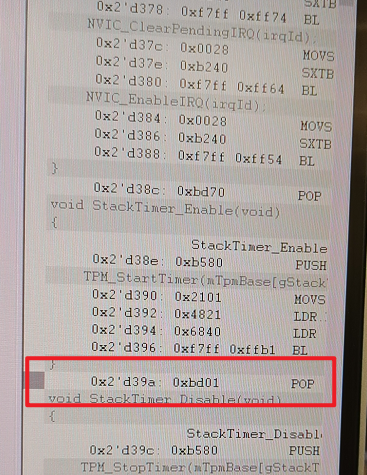 SXTB
0x2'd378: 0xf7ff 0xff74 BL
NVIC_ClearPendingIRQ(irqId);
0x2'd37c: 0x0028 MOVS
0x2'd37e: 0xb240 SXTB
0x2'd380: 0xf7ff 0xff64 BL
NVIC_EnableIRQ(irqId);
0x2'd384: 0x0028 MOVS
0x2'd386: 0xb240 SXTB
0x2'd388: 0xf7ff 0xff54 BL
}
0x2'd38c: 0xbd70 POP
void StackTimer_Enable(void)
{
StackTimer_Enable
0x2'd38e: 0xb580 PUSH
TPM_StartTimer(mTpmBase[gStackT
0x2'd390: 0x2101 MOVS
0x2'd392: 0x4821 LDR.
0x2'd394: 0x6840 LDR
0x2'd396: 0xf7ff 0xffb1 BL
}
0x2'd39a: 0xbd01 POP
void StackTimer_Disable(void)
{
StackTimer_Disabl
0x2'd39c: 0xb580 PUSH
TPM_StopTimer(mTpmBase[gStackT